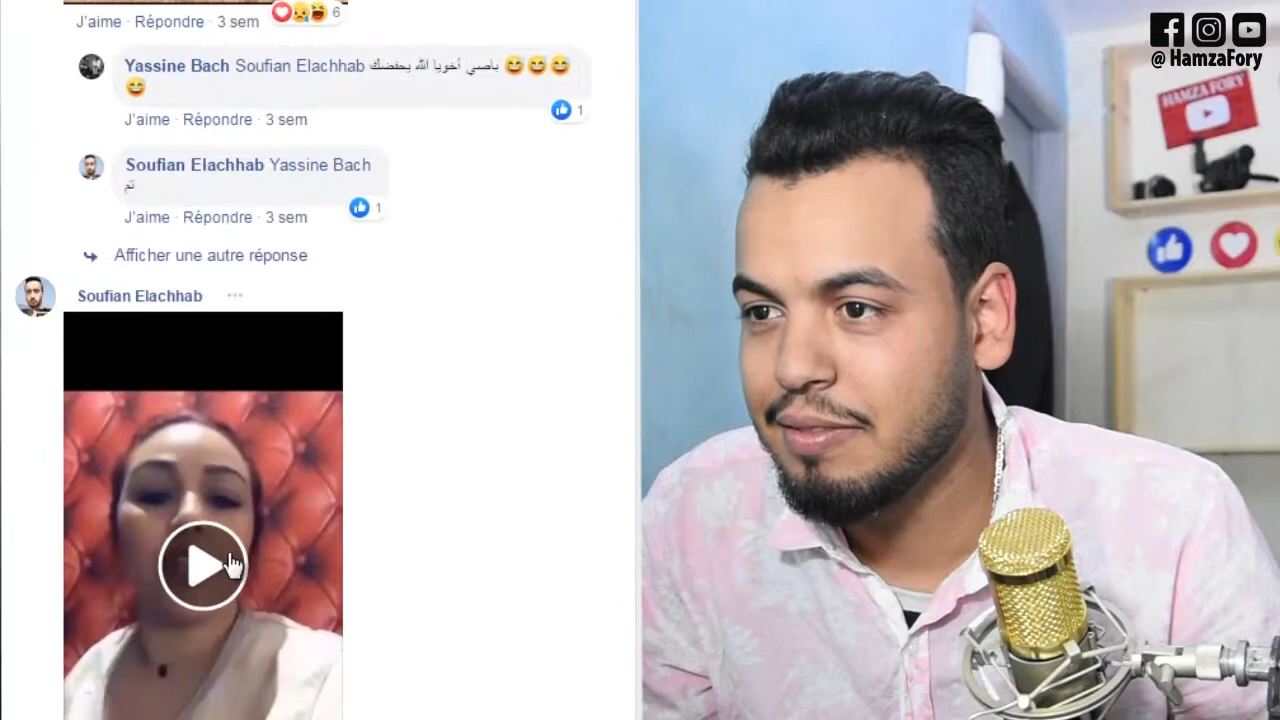 J'aime · Répondre · 3 sem
6
Yassine Bach Soufian Elachhab باصي أخويا الله يحفضك 😅😅😅
😅
J'aime · Répondre · 3 sem
1
Soufian Elachhab Yassine Bach
تم
J'aime · Répondre · 3 sem
1
Afficher une autre réponse
Soufian Elachhab
@HamzaFory
HAMZA FORY